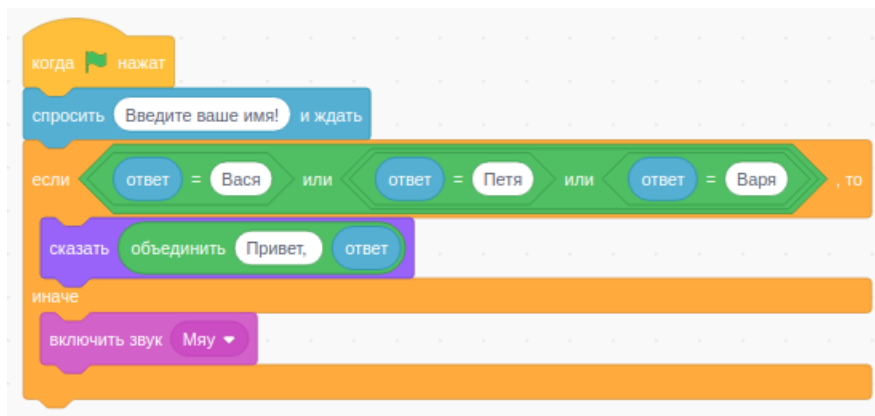 когда нажат
спросить Введите ваше имя! и ждать
если ответ = Вася или ответ = Петя или ответ = Варя , то
сказать объединить Привет, ответ
иначе
включить звук Мяу